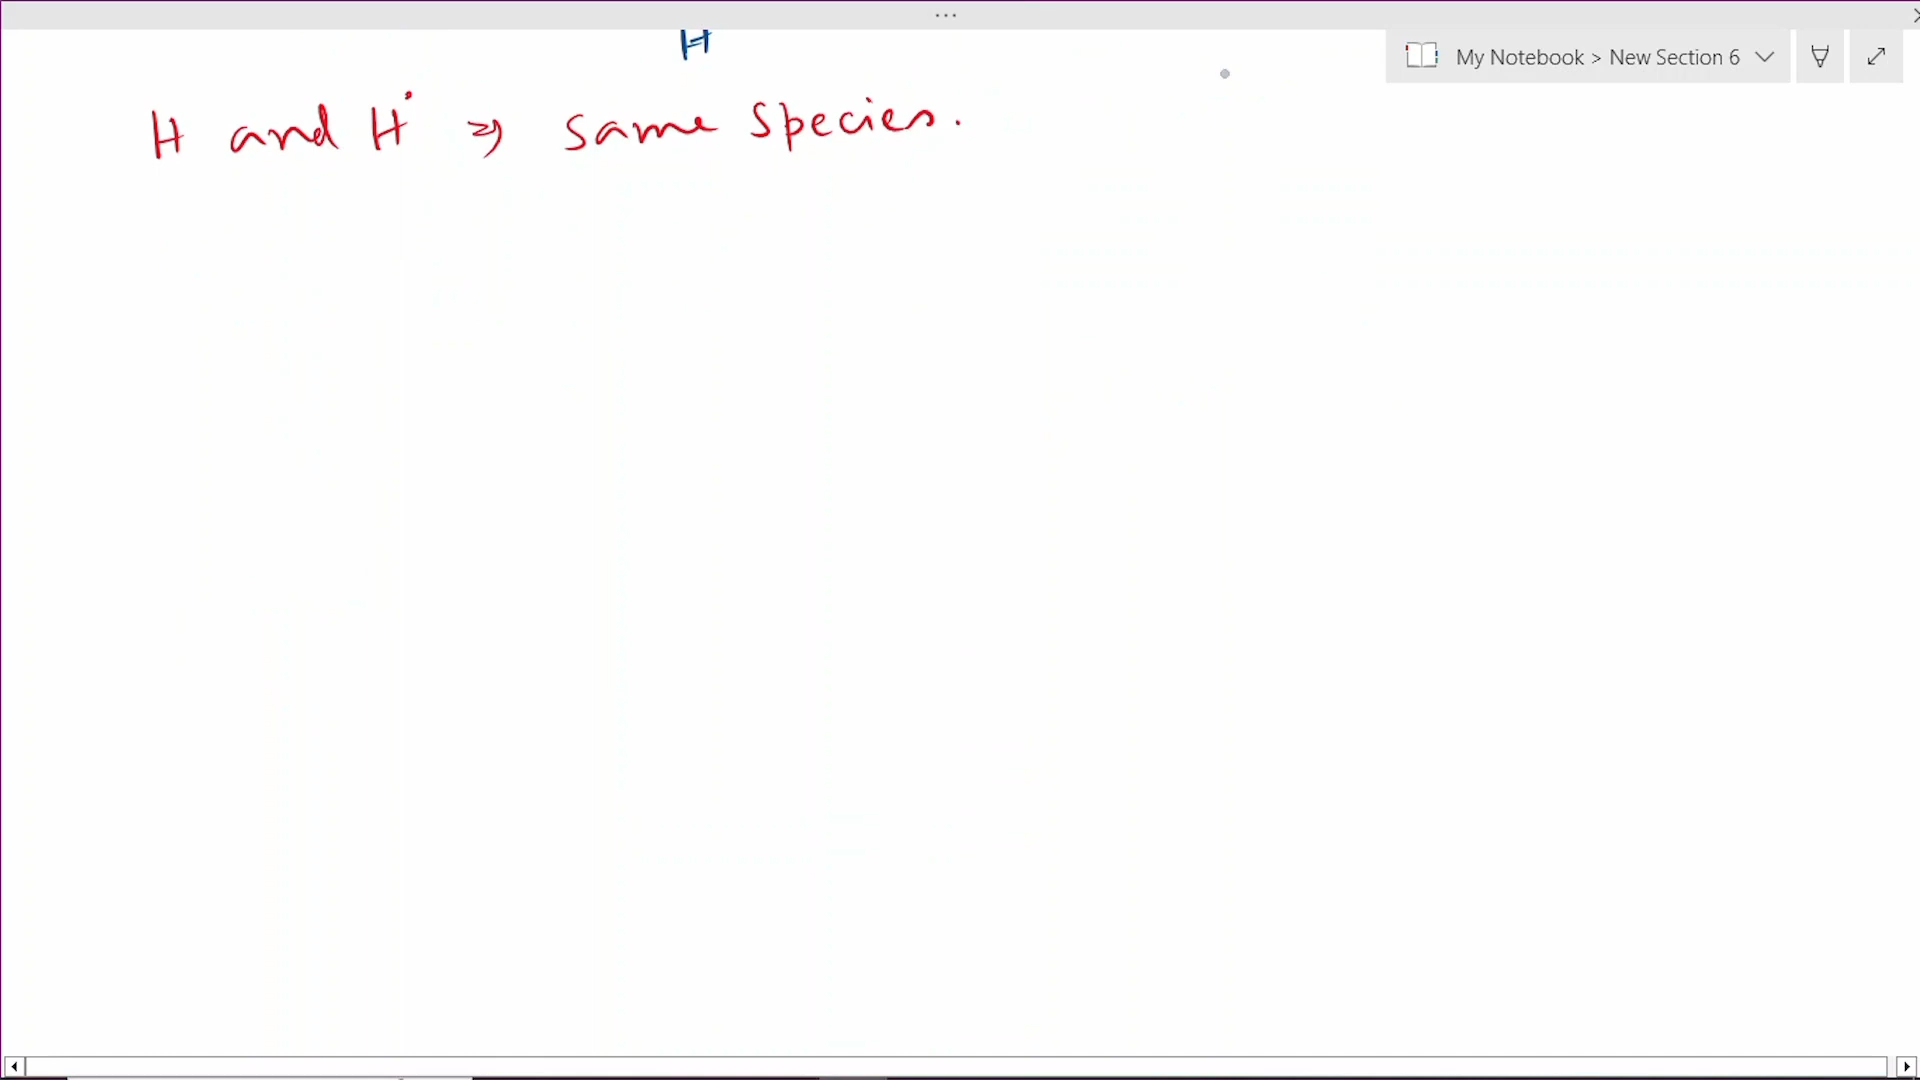 ...
H
My Notebook > New Section 6
H and H• ⇒ same species.